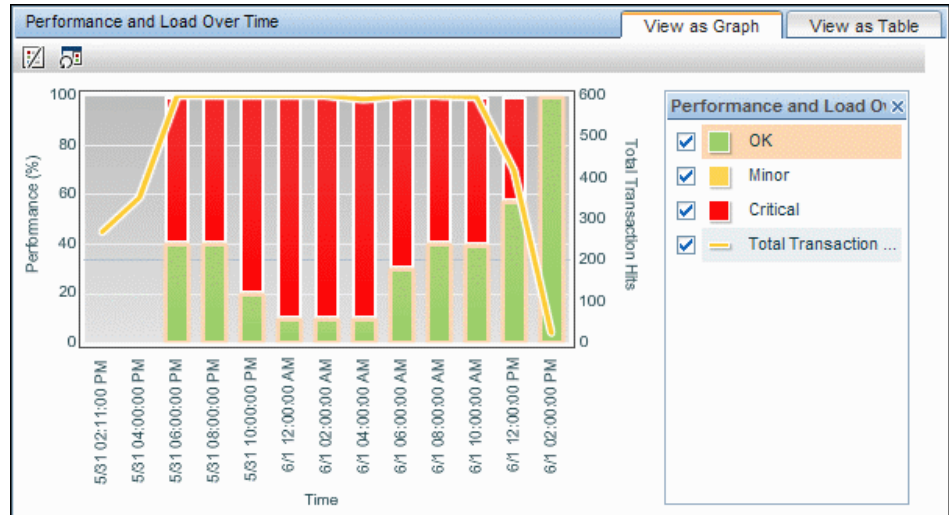 Performance and Load Over Time
View as Graph
View as Table
100
80
60
40
20
0
Performance (%)
600
500
400
300
200
100
0
Total Transaction Hits
5/31 02:11:00 PM
5/31 04:00:00 PM
5/31 06:00:00 PM
5/31 08:00:00 PM
5/31 10:00:00 PM
6/1 12:00:00 AM
6/1 02:00:00 AM
6/1 04:00:00 AM
6/1 06:00:00 AM
6/1 08:00:00 AM
6/1 10:00:00 AM
6/1 12:00:00 PM
6/1 02:00:00 PM
Time
Performance and Load O
OK
Minor
Critical
Total Transaction ...